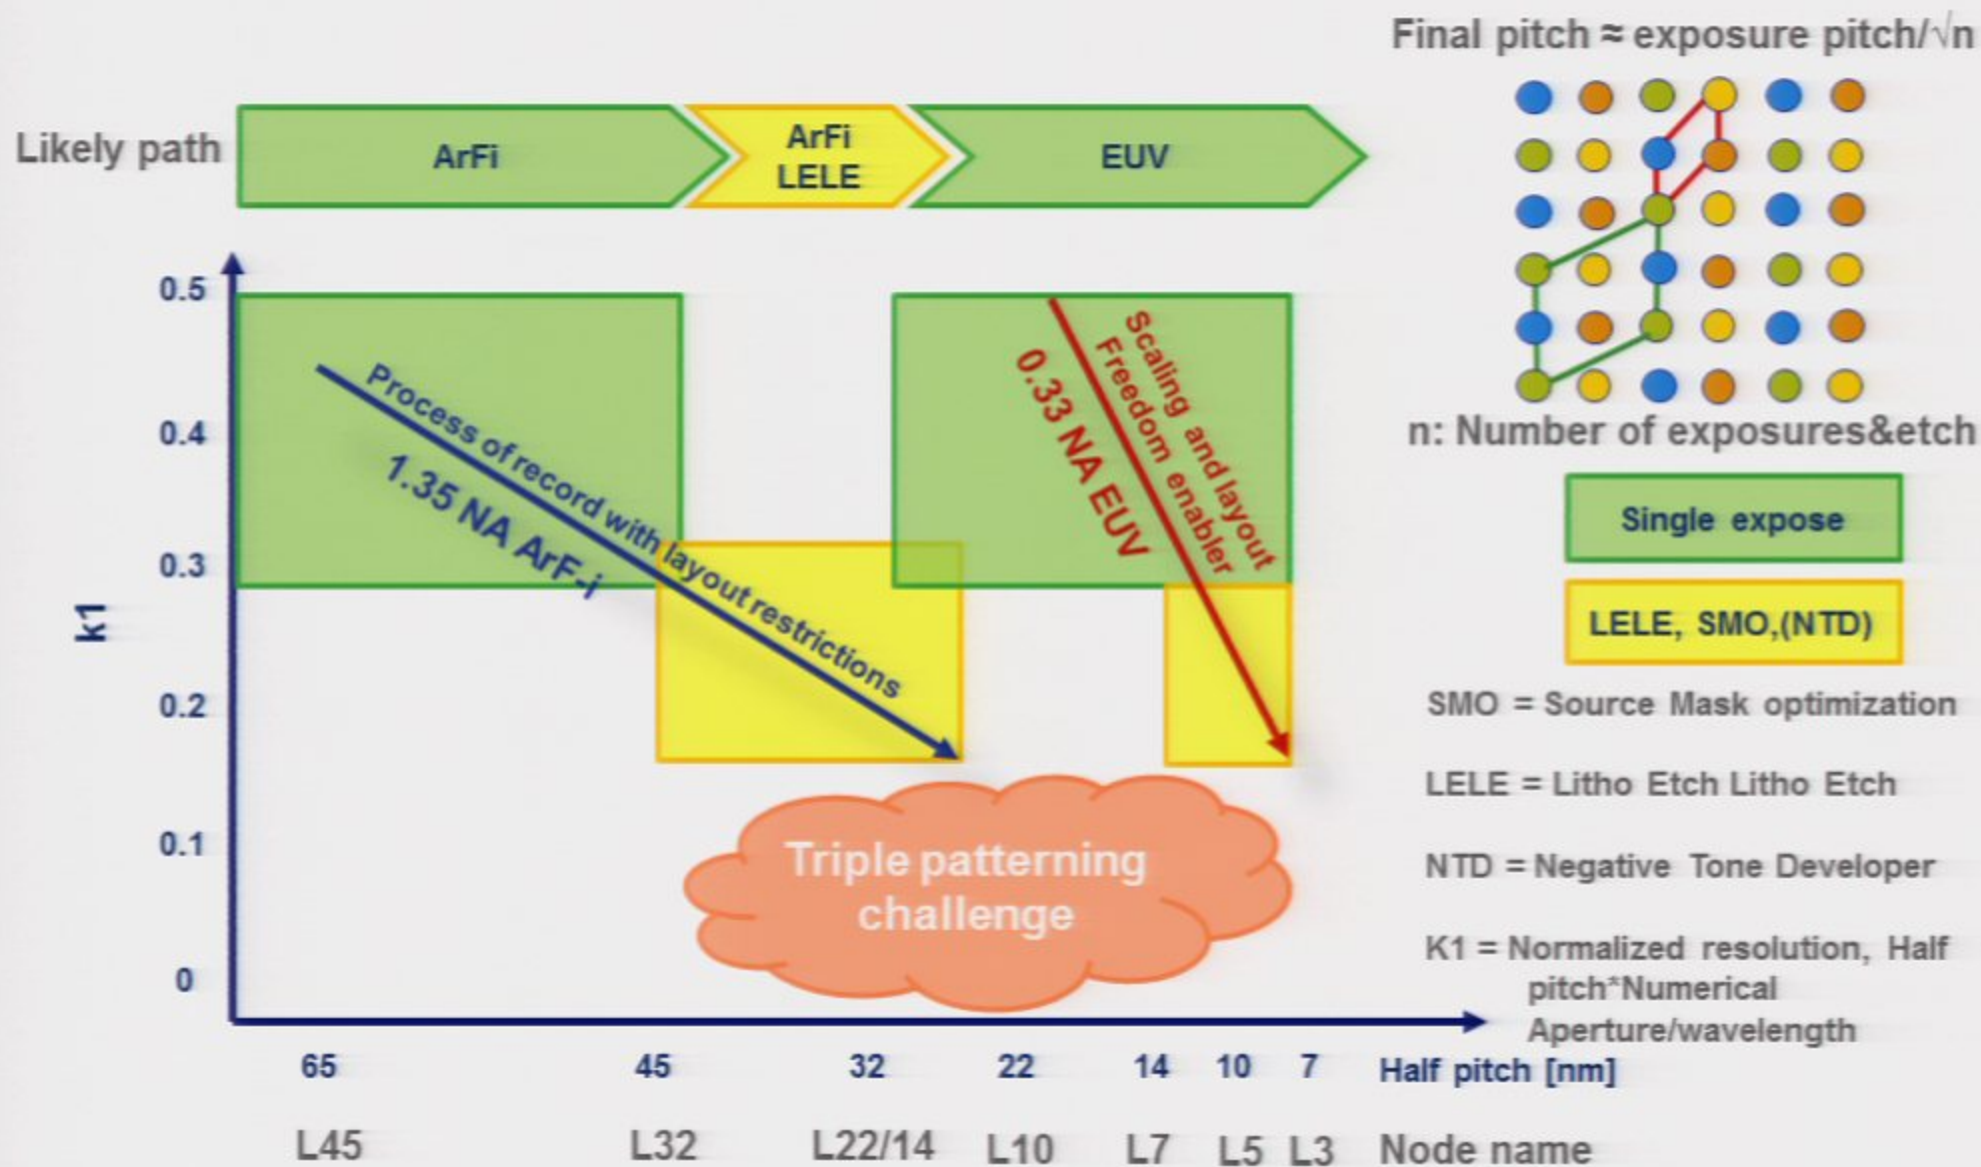 Final pitch ≈ exposure pitch/√n
Likely path
ArFi
ArFi
LELE
EUV
0.5
0.4
0.3
0.2
0.1
0
k1
Process of record with layout restrictions
1.35 NA ArF-i
Scaling and layout
Freedom enabler
0.33 NA EUV
Triple patterning
challenge
n: Number of exposures&etch
Single expose
LELE, SMO,(NTD)
SMO = Source Mask optimization
LELE = Litho Etch Litho Etch
NTD = Negative Tone Developer
K1 = Normalized resolution, Half
pitch*Numerical
Aperture/wavelength
65 45 32 22 14 10 7 Half pitch [nm]
L45 L32 L22/14 L10 L7 L5 L3 Node name